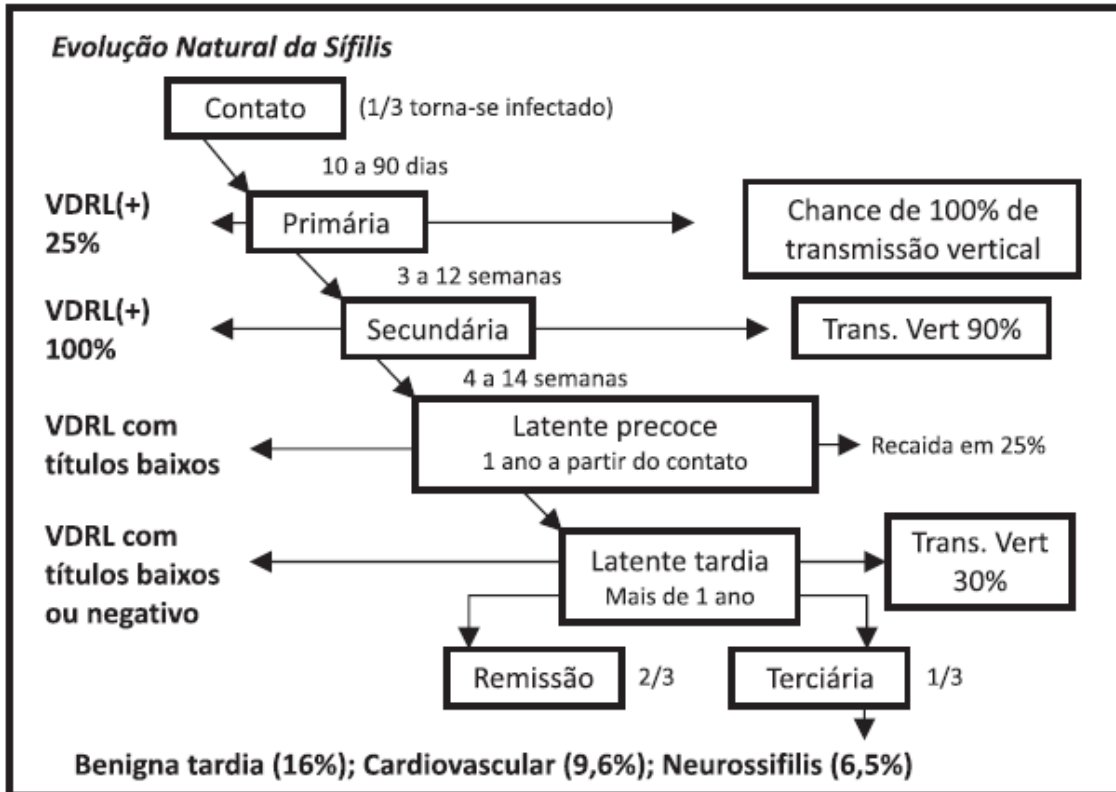 Evolução Natural da Sífilis
Contato
(1/3 torna-se infectado)
10 a 90 dias
VDRL(+)
25%
Primária
Chance de 100% de
transmissão vertical
3 a 12 semanas
VDRL(+)
100%
Secundária
Trans. Vert 90%
4 a 14 semanas
VDRL com
títulos baixos
Latente precoce
1 ano a partir do contato
Recaida em 25%
VDRL com
títulos baixos
ou negativo
Latente tardia
Mais de 1 ano
Trans. Vert
30%
Remissão
2/3
Terciária
1/3
Benigna tardia (16%); Cardiovascular (9,6%); Neurossifilis (6,5%)